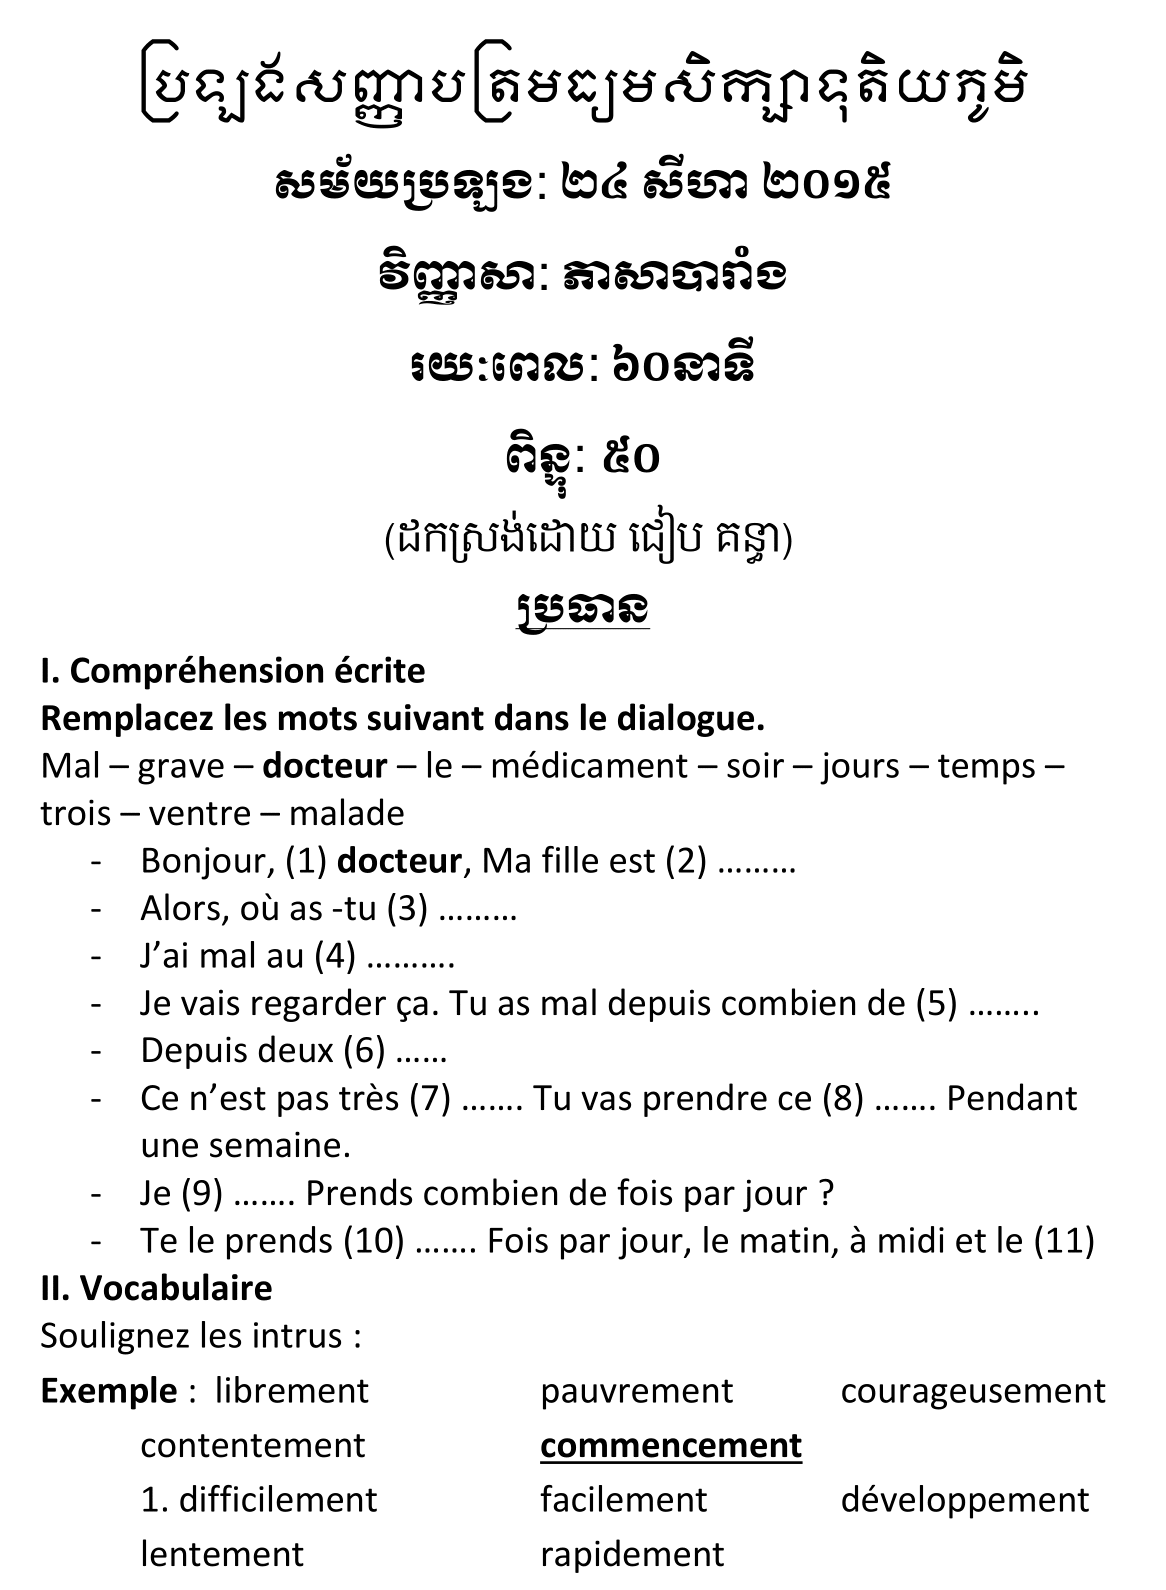 ប្រឡងសញ្ញាបត្រមធ្យមសិក្សាទុតិយភូមិ
សម័យប្រឡង: ២៤ សីហា ២០១៥
វិញ្ញាសា: ភាសាបារាំង
រយៈពេល: ៦០នាទី
ពិន្ទុ: ៥០
(ដកស្រង់ដោយ ជៀប គន្ធា)
ប្រធាន
I. Compréhension écrite
Remplacez les mots suivant dans le dialogue.
Mal – grave – docteur – le – médicament – soir – jours – temps –
trois – ventre – malade
- Bonjour, (1) docteur, Ma fille est (2) ………
- Alors, où as -tu (3) ………
- J’ai mal au (4) ……….
- Je vais regarder ça. Tu as mal depuis combien de (5) ……..
- Depuis deux (6) ……
- Ce n’est pas très (7) ……. Tu vas prendre ce (8) ……. Pendant
une semaine.
- Je (9) ……. Prends combien de fois par jour ?
- Te le prends (10) ……. Fois par jour, le matin, à midi et le (11)
II. Vocabulaire
Soulignez les intrus :
Exemple : librement pauvrement courageusement
contentement commencement
1. difficilement facilement développement
lentement rapidement